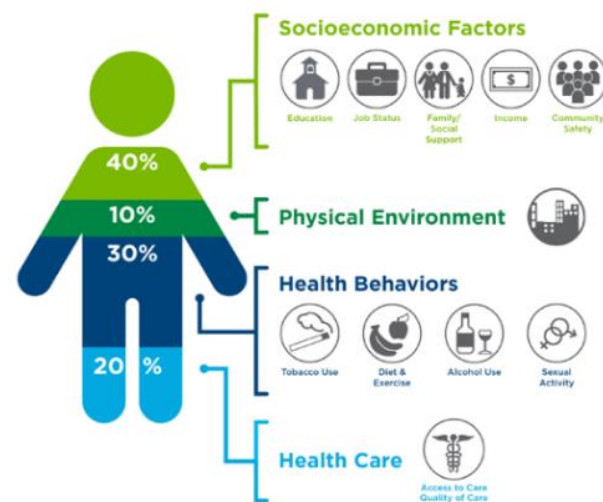 Socioeconomic Factors
Education
Job Status
Family/
Social
Support
Income
Community
Safety
40%
10%
Physical Environment
30%
Health Behaviors
Tobacco Use
Diet &
Exercise
Alcohol Use
Sexual
Activity
20 %
Health Care
Access to Care
Quality of Care